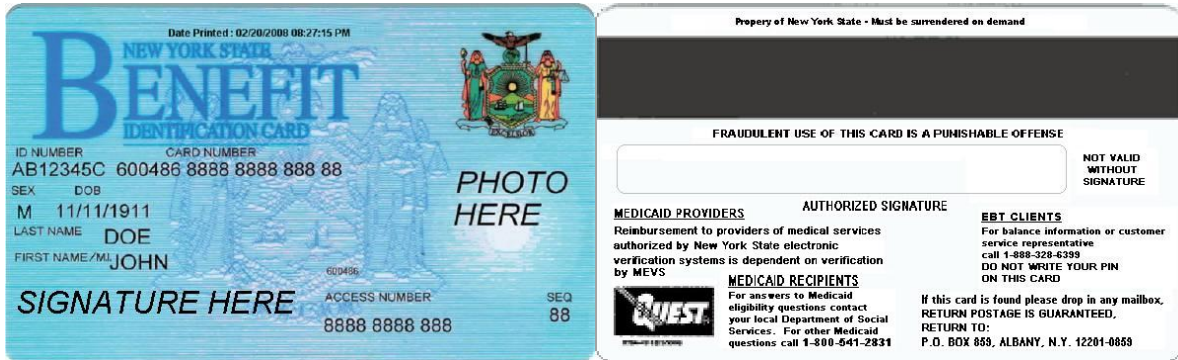 Date Printed : 02/20/2008 08:27:15 PM
NEW YORK STATE
BENEFIT
IDENTIFICATION CARD
EXCELSIOR
ID NUMBER CARD NUMBER
AB12345C 600486 8888 8888 888 88
SEX DOB
M 11/11/1911
LAST NAME DOE
FIRST NAME/M.I. JOHN
PHOTO
HERE
600486
SIGNATURE HERE
ACCESS NUMBER SEQ
8888 8888 888 88
Propery of New York State - Must be surrendered on demand
FRAUDULENT USE OF THIS CARD IS A PUNISHABLE OFFENSE
NOT VALID
WITHOUT
SIGNATURE
AUTHORIZED SIGNATURE
MEDICAID PROVIDERS
Reimbursement to providers of medical services
authorized by New York State electronic
verification systems is dependent on verification
by MEVS
EBT CLIENTS
For balance information or customer
service representative
call 1-888-328-6399
DO NOT WRITE YOUR PIN
ON THIS CARD
QUEST
MEDICAID RECIPIENTS
For answers to Medicaid
eligibility questions contact
your local Department of Social
Services. For other Medicaid
questions call 1-800-541-2831
If this card is found please drop in any mailbox,
RETURN POSTAGE IS GUARANTEED,
RETURN TO:
P.O. BOX 859, ALBANY, N.Y. 12201-0859